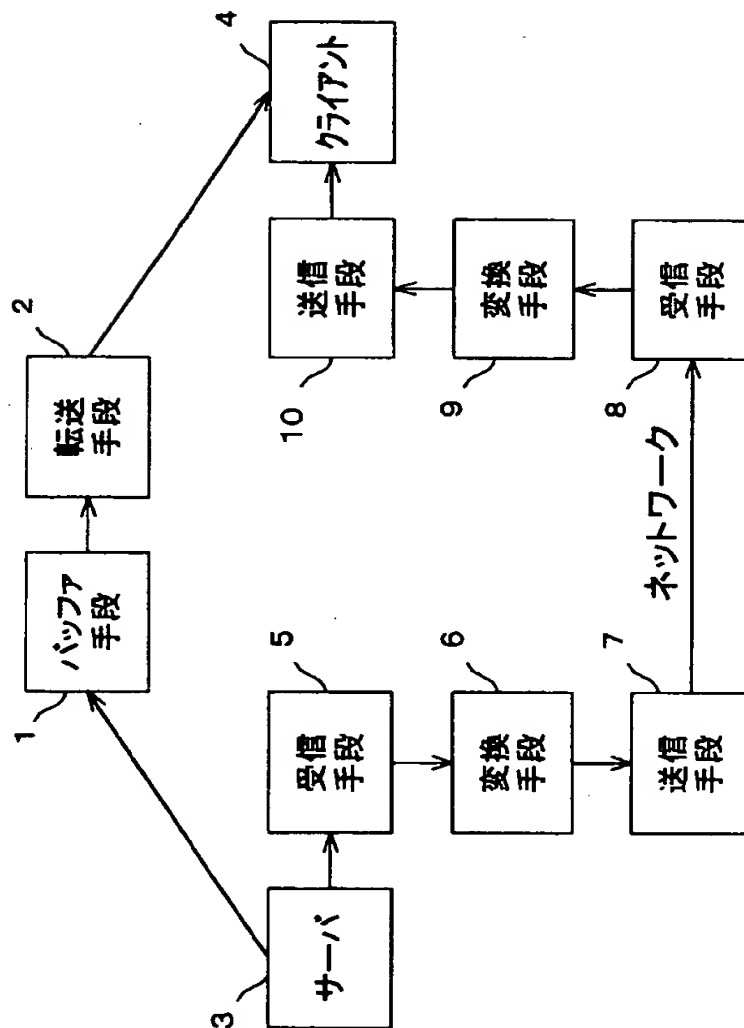 1
バッファ
手段
2
転送
手段
3
サーバ
4
クライアント
5
受信
手段
6
変換
手段
7
送信
手段
ネットワーク
8
受信
手段
9
変換
手段
10
送信
手段